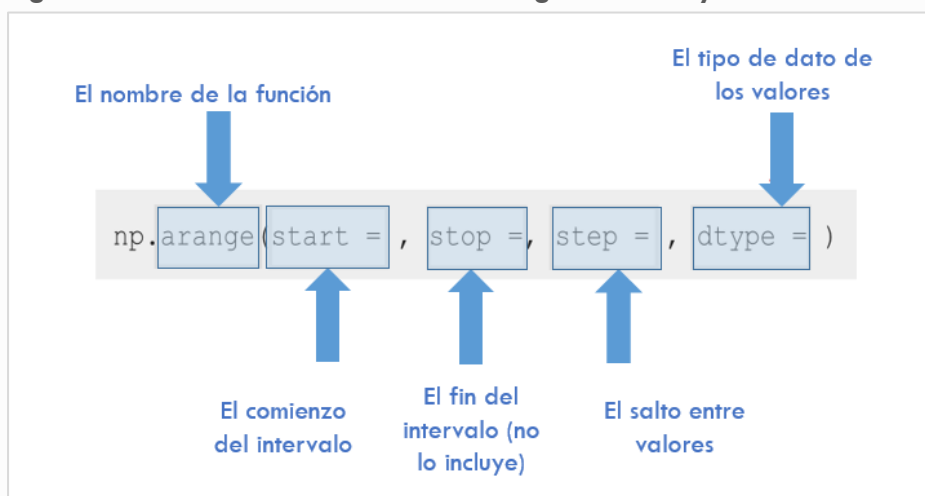 El tipo de dato de
los valores
El nombre de la función
np.arange(start = , stop =, step = , dtype = )
El comienzo
del intervalo
El fin del
intervalo (no
lo incluye)
El salto entre
valores